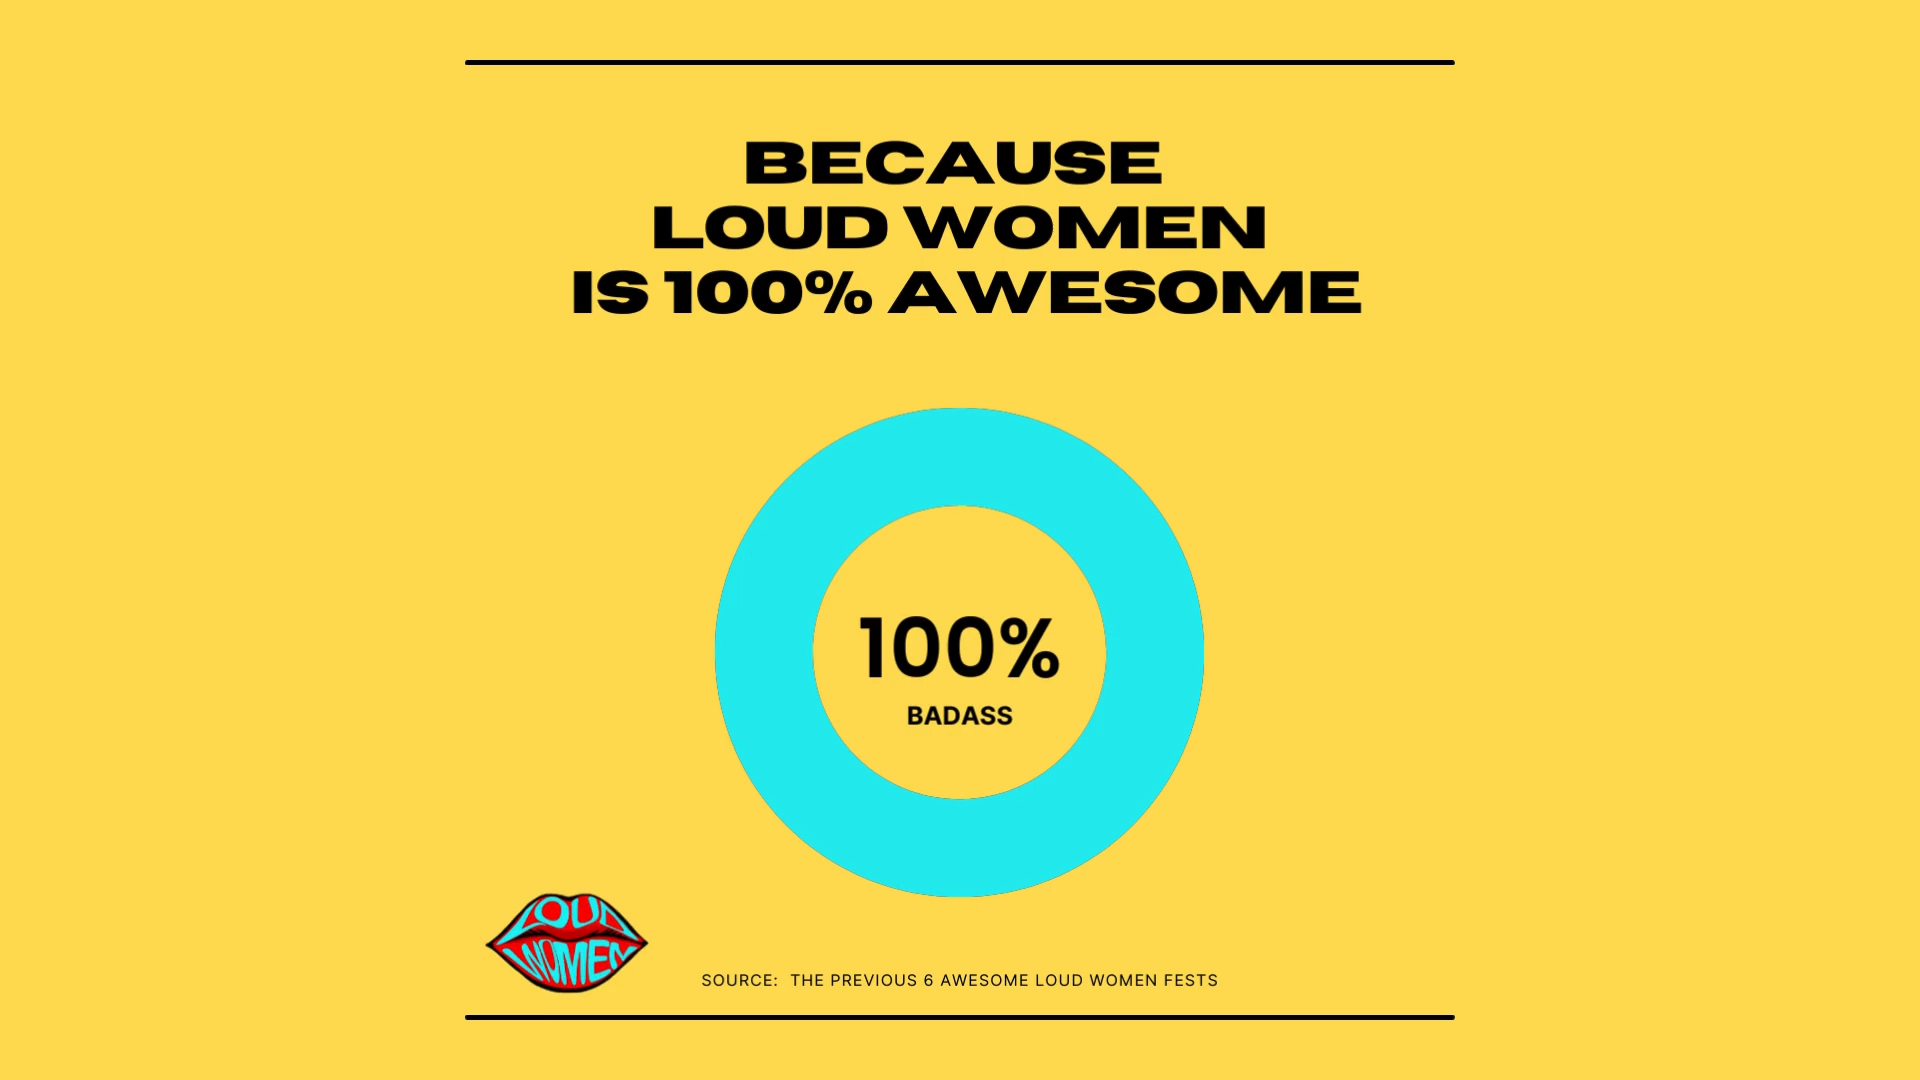 BECAUSE
LOUD WOMEN
IS 100% AWESOME
100%
BADASS
LOUD
WOMEN
SOURCE: THE PREVIOUS 6 AWESOME LOUD WOMEN FESTS